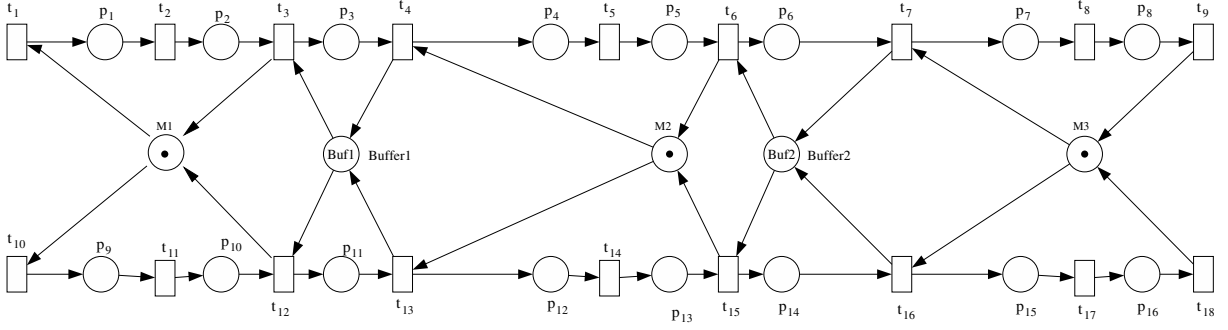 t1 p1 t2 p2 t3 p3 t4 p4 t5 p5 t6 p6 t7 p7 t8 p8 t9
M1 M2 M3
Buf1 Buffer1 Buf2 Buffer2
t10 p9 t11 p10 p11 t14 p15 p16
t12 t13 p12 p13 t15 p14 t16 t17 t18